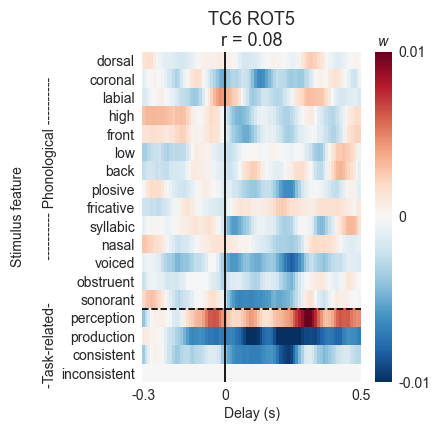 TC6 ROT5
r = 0.08
w
Stimulus feature
---------- Phonological ----------
-Task-related-
dorsal
coronal
labial
high
front
low
back
plosive
fricative
syllabic
nasal
voiced
obstruent
sonorant
perception
production
consistent
inconsistent
0.01
0
-0.01
-0.3
0
0.5
Delay (s)